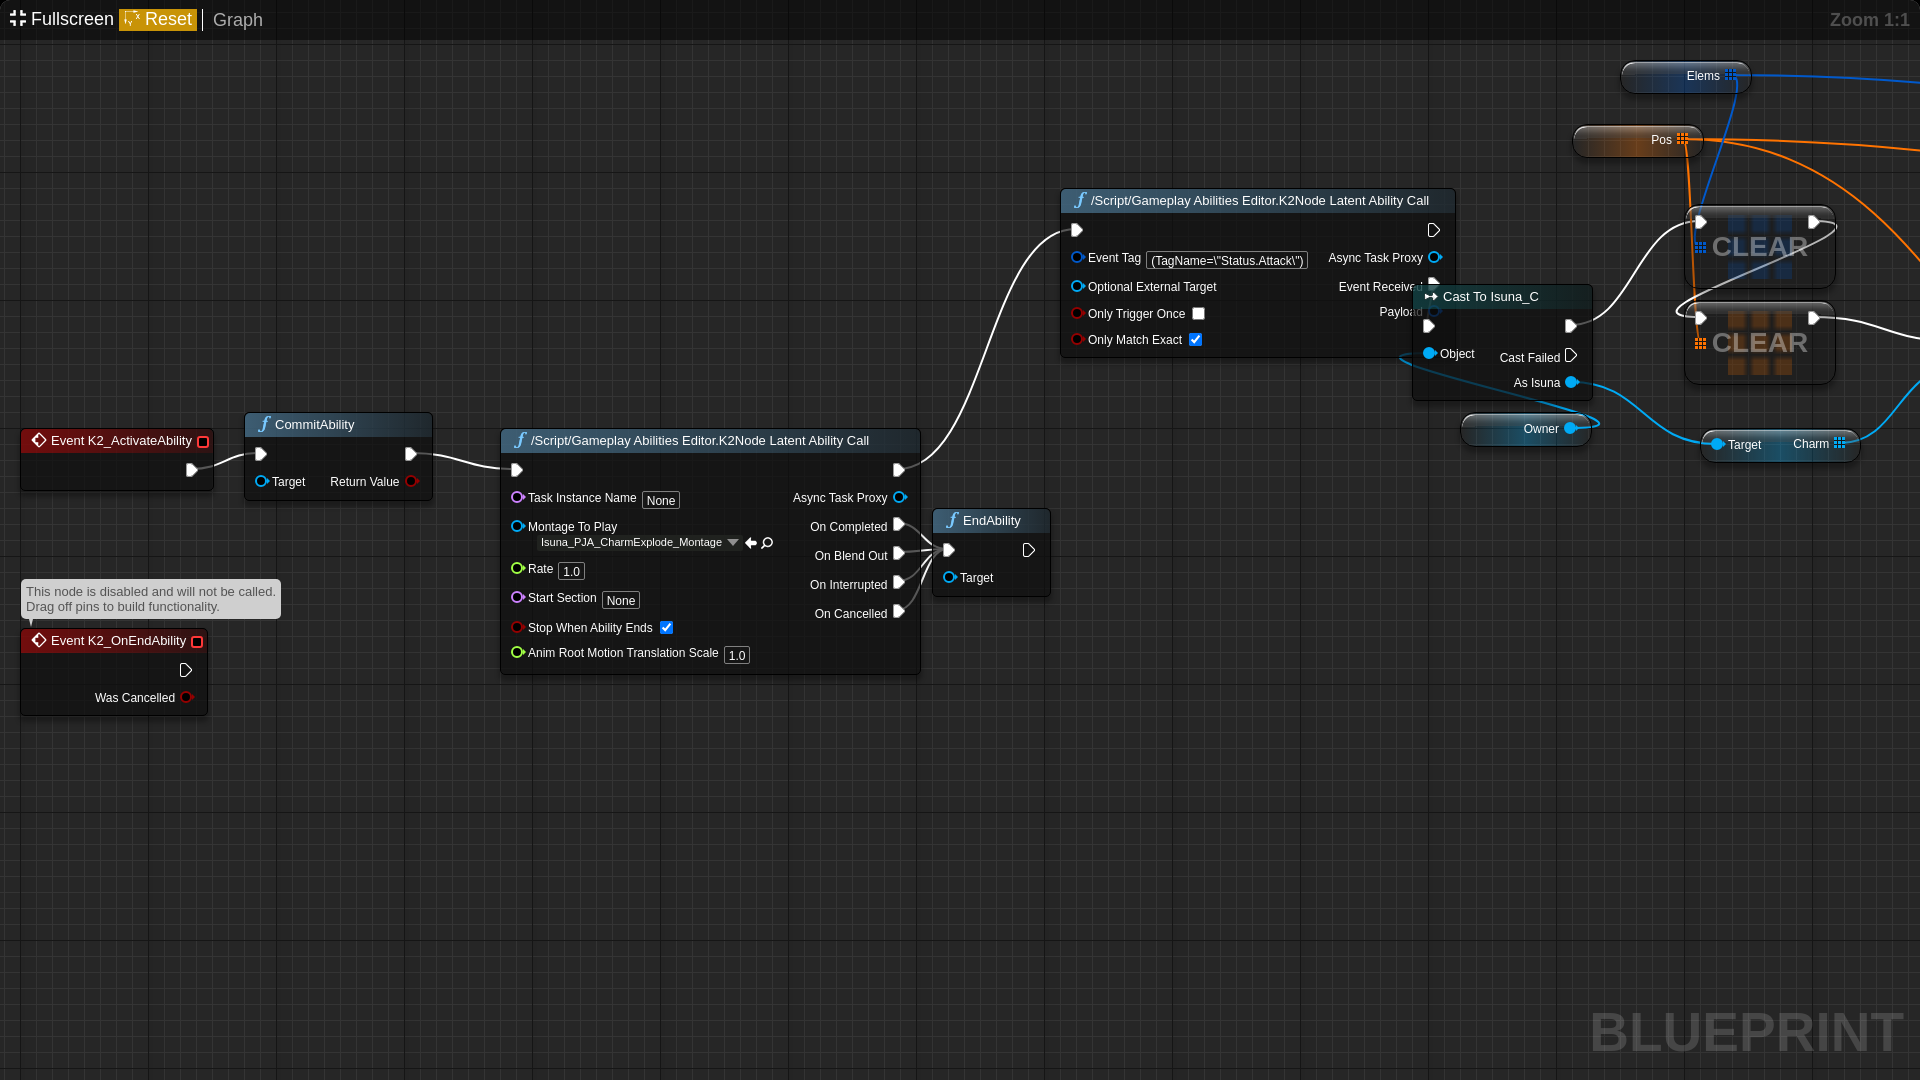 Fullscreen Reset Graph Zoom 1:1
Elems
Pos
/Script/Gameplay Abilities Editor.K2Node Latent Ability Call
Event Tag (TagName=\"Status.Attack\") Async Task Proxy
Optional External Target Event Received
Only Trigger Once Payload
Only Match Exact
Cast To Isuna_C
Object Cast Failed
As Isuna
CLEAR
CLEAR
Owner
Target Charm
Event K2_ActivateAbility
CommitAbility
Target Return Value
/Script/Gameplay Abilities Editor.K2Node Latent Ability Call
Task Instance Name None Async Task Proxy
Montage To Play On Completed
Isuna_PJA_CharmExplode_Montage
On Blend Out
Rate 1.0
On Interrupted
Start Section None
On Cancelled
Stop When Ability Ends
Anim Root Motion Translation Scale 1.0
EndAbility
Target
This node is disabled and will not be called.
Drag off pins to build functionality.
Event K2_OnEndAbility
Was Cancelled
BLUEPRINT